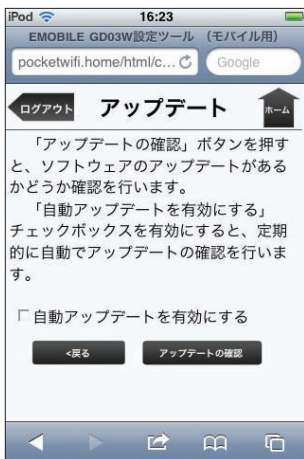 iPod 16:23
EMOBILE GD03W設定ツール （モバイル用）
pocketwifi.home/html/c... Google
ログアウト アップデート ホーム
「アップデートの確認」ボタンを押す
と、ソフトウェアのアップデートがある
かどうか確認を行います。
「自動アップデートを有効にする」
チェックボックスを有効にすると、定期
的に自動でアップデートの確認を行いま
す。
自動アップデートを有効にする
<戻る アップデートの確認